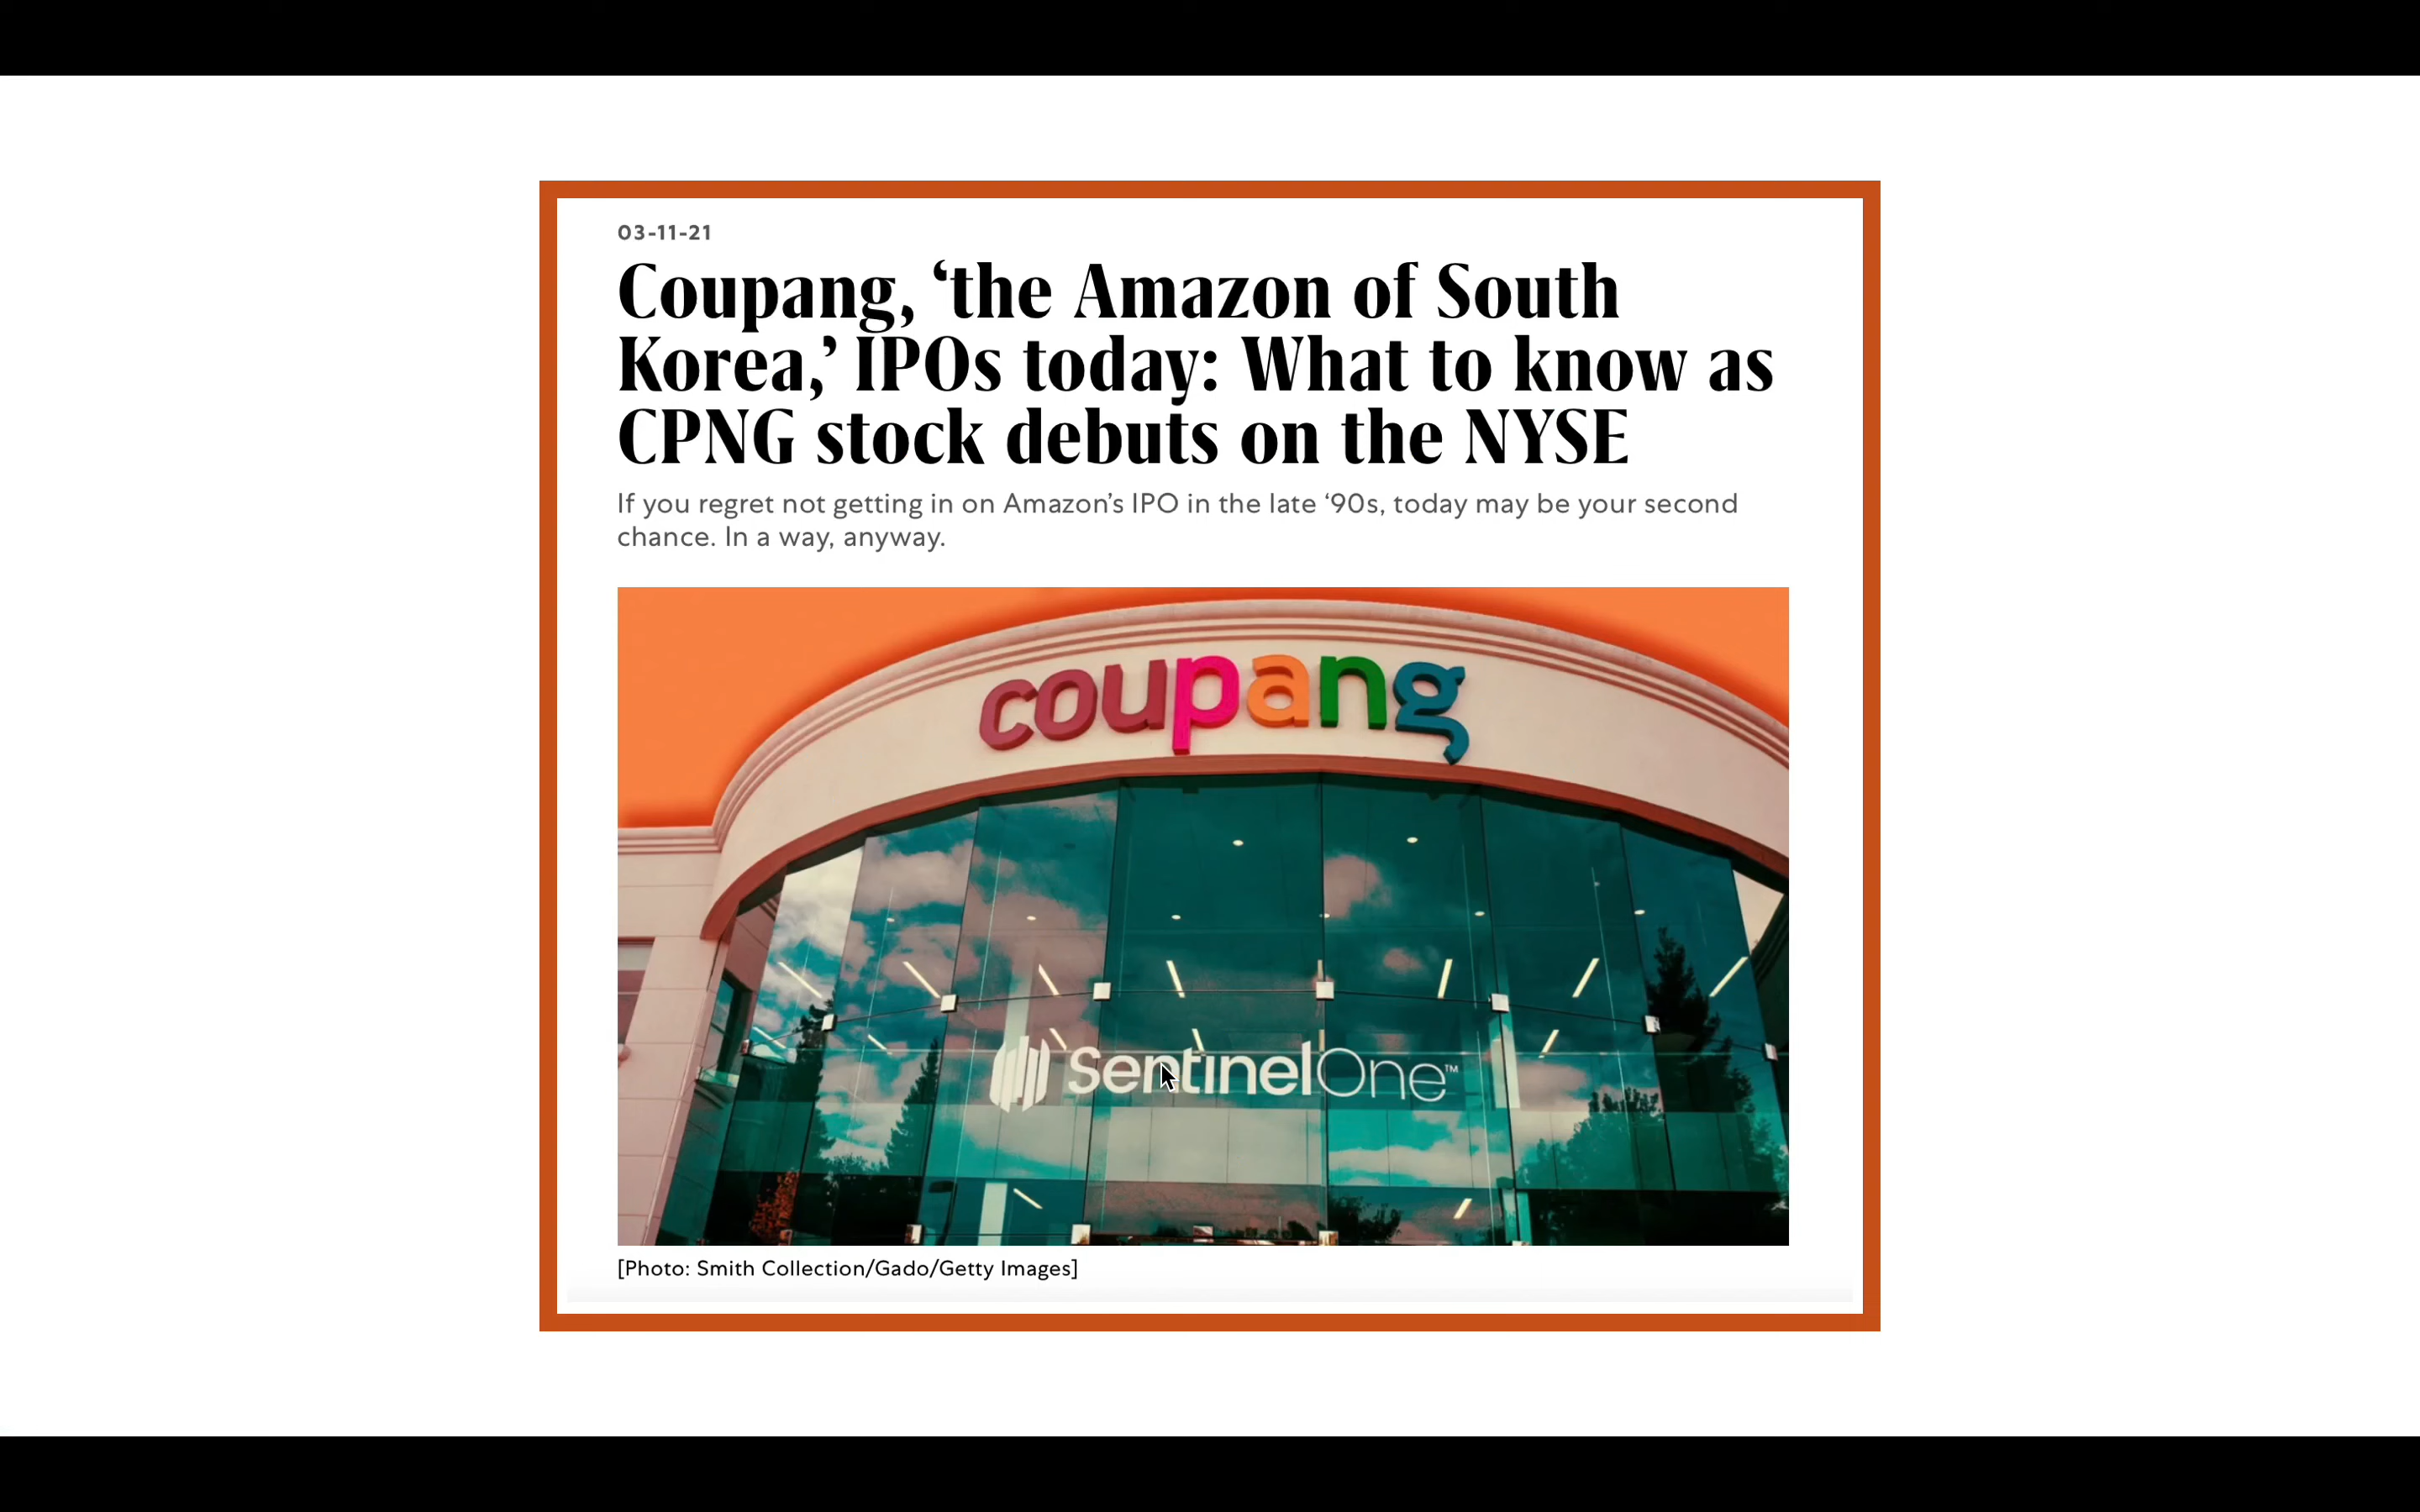 03-11-21
Coupang, ‘the Amazon of South
Korea,’ IPOs today: What to know as
CPNG stock debuts on the NYSE
If you regret not getting in on Amazon’s IPO in the late ‘90s, today may be your second
chance. In a way, anyway.
coupang
SentinelOne™
[Photo: Smith Collection/Gado/Getty Images]